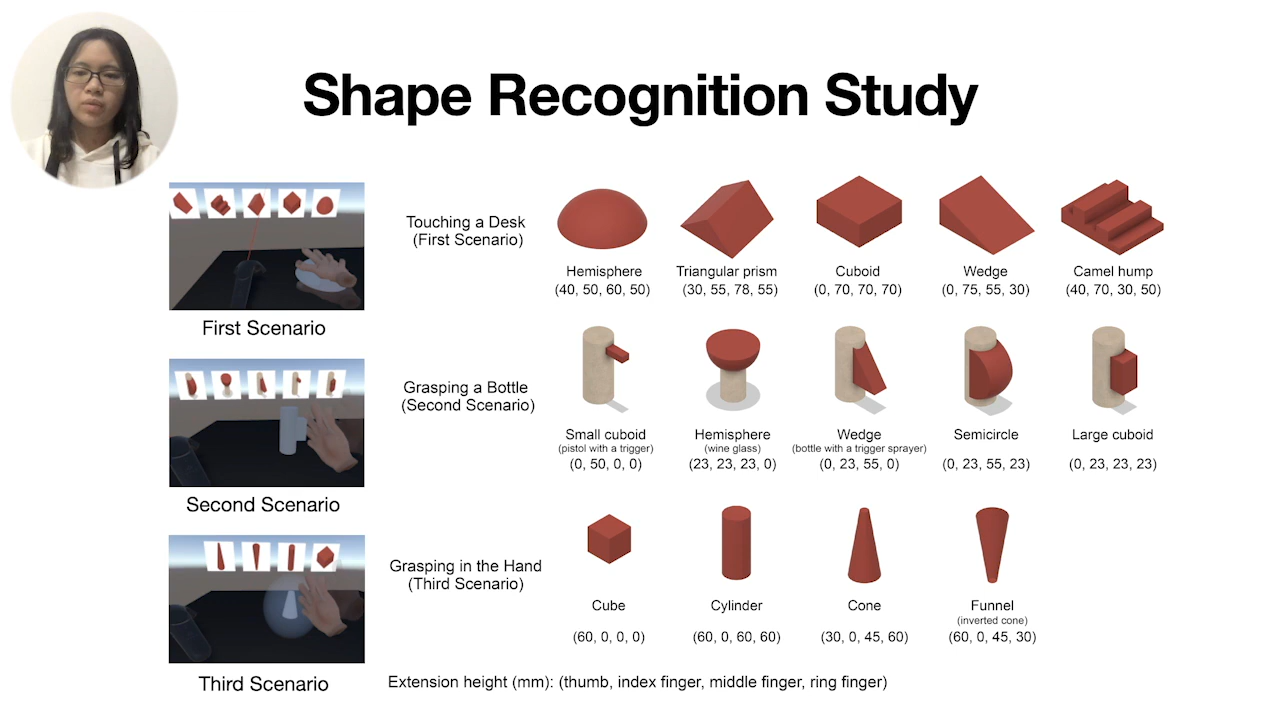 Shape Recognition Study
Touching a Desk
(First Scenario)
Hemisphere
(40, 50, 60, 50)
Triangular prism
(30, 55, 78, 55)
Cuboid
(0, 70, 70, 70)
Wedge
(0, 75, 55, 30)
Camel hump
(40, 70, 30, 50)
First Scenario
Grasping a Bottle
(Second Scenario)
Small cuboid
(pistol with a trigger)
(0, 50, 0, 0)
Hemisphere
(wine glass)
(23, 23, 23, 0)
Wedge
(bottle with a trigger sprayer)
(0, 23, 55, 0)
Semicircle
(0, 23, 55, 23)
Large cuboid
(0, 23, 23, 23)
Second Scenario
Grasping in the Hand
(Third Scenario)
Cube
(60, 0, 0, 0)
Cylinder
(60, 0, 60, 60)
Cone
(30, 0, 45, 60)
Funnel
(inverted cone)
(60, 0, 45, 30)
Third Scenario
Extension height (mm): (thumb, index finger, middle finger, ring finger)